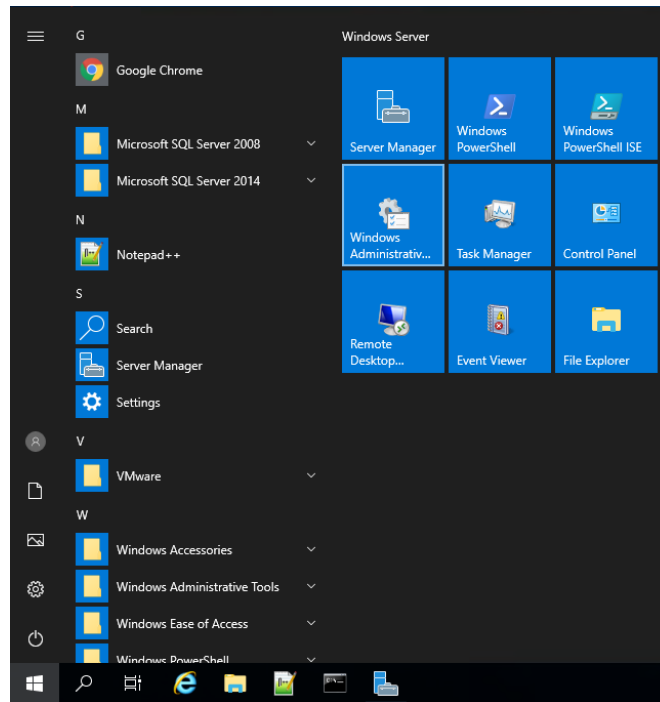 G
Google Chrome
M
Microsoft SQL Server 2008
Microsoft SQL Server 2014
N
Notepad++
S
Search
Server Manager
Settings
V
VMware
W
Windows Accessories
Windows Administrative Tools
Windows Ease of Access
Windows PowerShell
Windows Server
Server Manager
Windows
PowerShell
Windows
PowerShell ISE
Windows
Administrativ...
Task Manager
Control Panel
Remote
Desktop...
Event Viewer
File Explorer